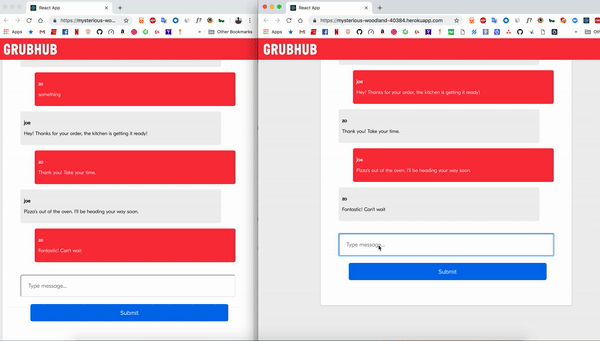 React App
https://mysterious-wo...
Apps
Other Bookmarks
GRUBHUB
zo
something
joe
Hey! Thanks for your order, the kitchen is getting it ready!
zo
Thank you! Take your time.
joe
Pizza's out of the oven. I'll be heading your way soon.
zo
Fantastic! Can't wait
Type message...
Submit
React App
https://mysterious-woodland-40384.herokuapp.com
Apps
Other Bookmarks
GRUBHUB
joe
Hey! Thanks for your order, the kitchen is getting it ready!
zo
Thank you! Take your time.
joe
Pizza's out of the oven. I'll be heading your way soon.
zo
Fantastic! Can't wait
Type message...
Submit